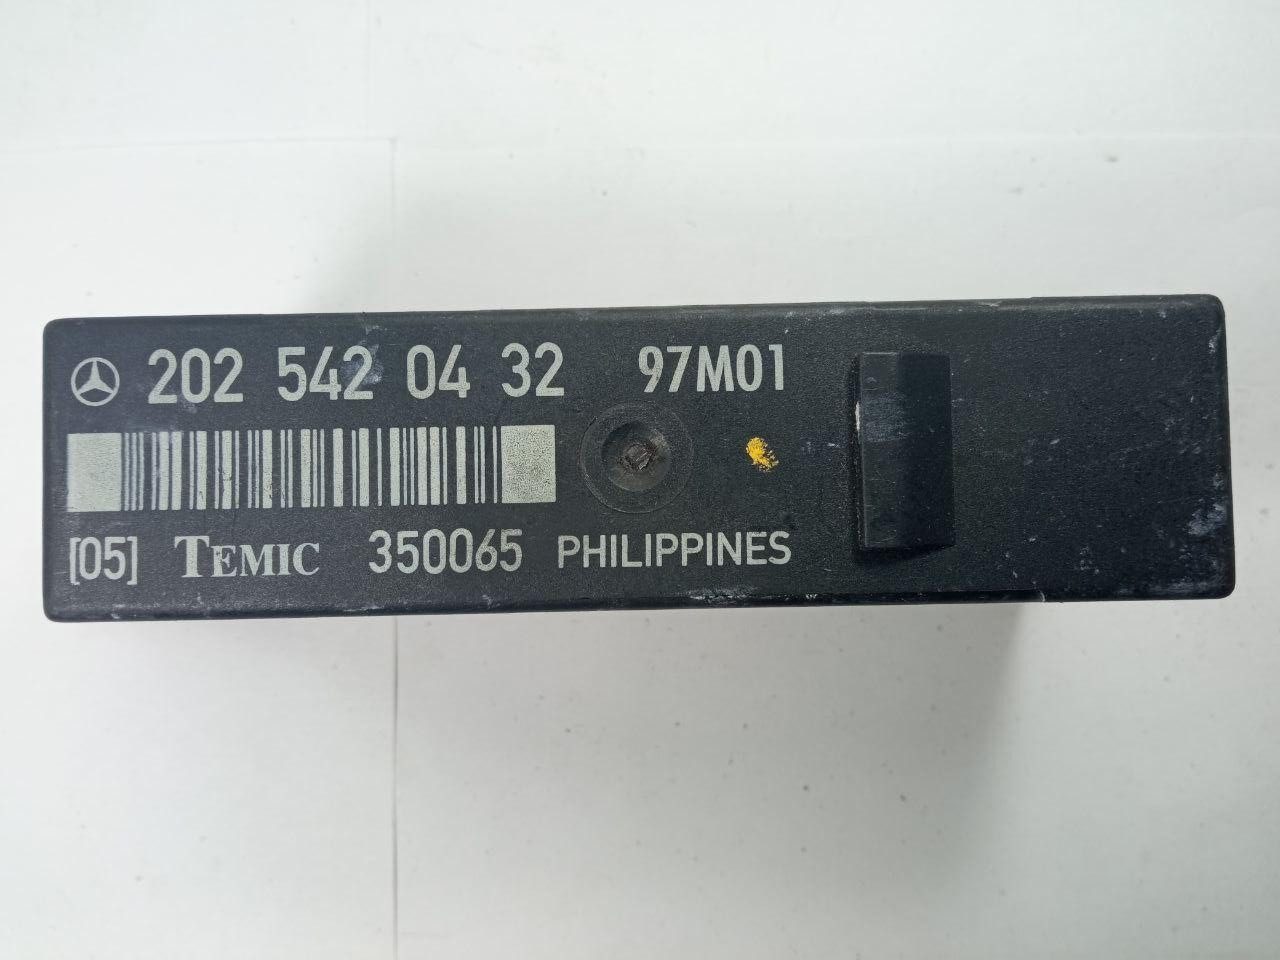 202 542 04 32 97M01
[05] TEMIC 350065 PHILIPPINES